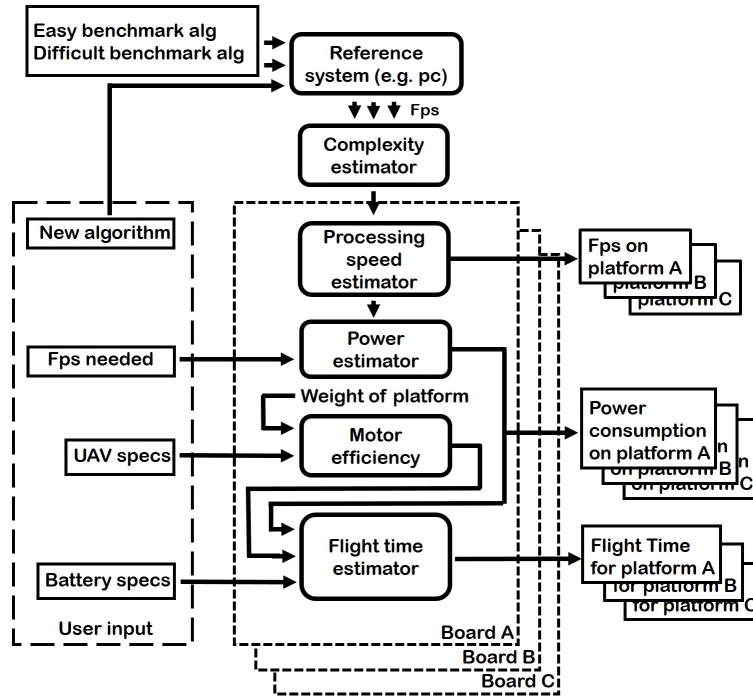 Easy benchmark alg
Difficult benchmark alg
Reference
system (e.g. pc)
Fps
Complexity
estimator
New algorithm
Processing
speed
estimator
Fps on
platform A
platform B
platform C
Fps needed
Power
estimator
Weight of platform
UAV specs
Motor
efficiency
Power
consumption
on platform A
n
on platform B
n
on platform C
Battery specs
Flight time
estimator
Flight Time
for platform A
for platform B
for platform C
User input
Board A
Board B
Board C